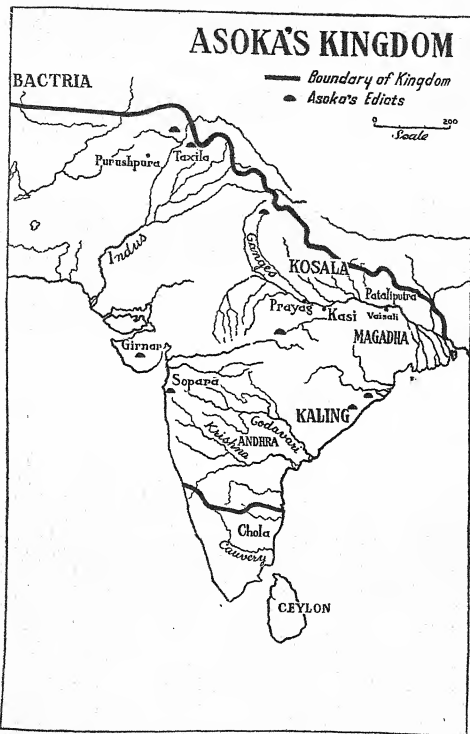 ASOKA'S KINGDOM
Boundary of Kingdom
Asoka's Edicts
0 200
Scale
BACTRIA
Purushpura
Taxila
Indus
Ganges
KOSALA
Pataliputra
Prayag
Kasi
Vaisali
MAGADHA
Girnar
Sopara
KALING
Godavari
Krishna
ANDHRA
Chola
Cauvery
CEYLON